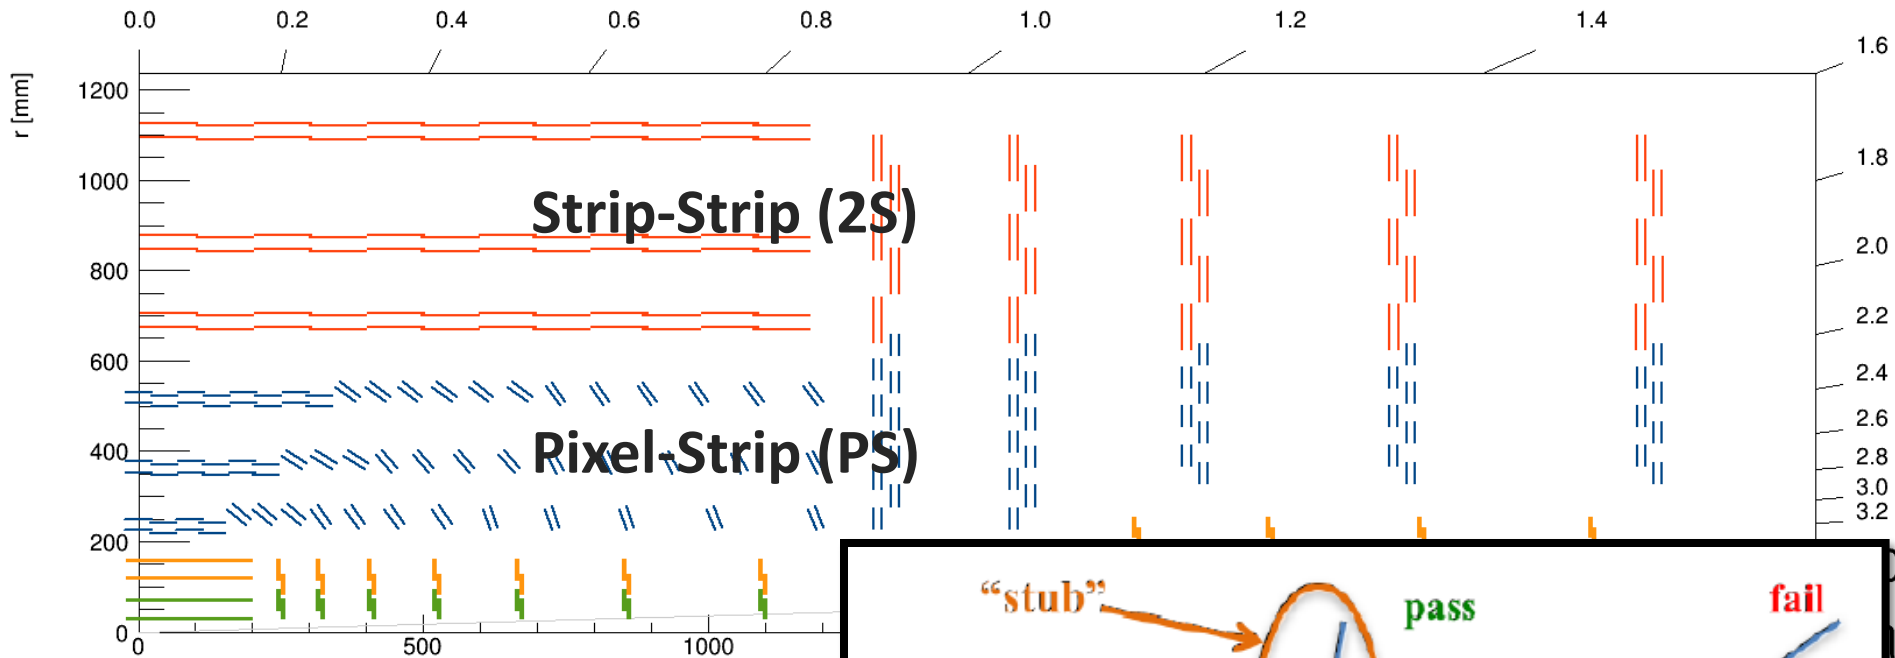 0.0 0.2 0.4 0.6 0.8 1.0 1.2 1.4 1.6
r [mm]
1200
1000
800
600
400
200
0
1.8
2.0
2.2
2.4
2.6
2.8
3.0
3.2
Strip-Strip (2S)
Pixel-Strip (PS)
0 500 1000
“stub” pass fail